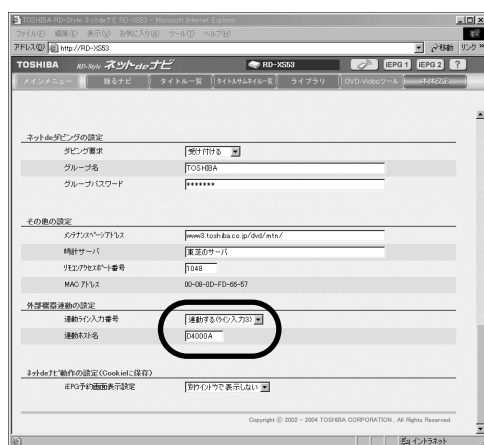 TOSHIBA RD-Style ネットdeナビ RD-XS53 - Microsoft Internet Explorer
ファイル(F) 編集(E) 表示(V) お気に入り(A) ツール(T) ヘルプ(H)
アドレス(D) http://RD-XS53 移動 リンク »
TOSHIBA RD-Style ネットdeナビ RD-XS53 iEPG 1 iEPG 2 ?
メインメニュー 録るナビ タイトル一覧 タイトルサムネイル一覧 ライブラリ DVD-Videoツール 本体設定
ネットdeダビングの設定
ダビング要求 受け付ける
グループ名 TOSHIBA
グループパスワード *******
その他の設定
メンテナンスページアドレス www3.toshiba.co.jp/dvd/mtn/
時計サーバ 東芝のサーバ
リモコンアクセスポート番号 1048
MAC アドレス 00-08-0D-FD-66-57
外部機器連動の設定
連動ライン入力番号 連動する(ライン入力3)
連動ホスト名 D4000A
ネットdeナビ動作の設定(Cookieに保存)
iEPG予約画面表示設定 別ウインドウで表示しない
Copyright © 2002 - 2004 TOSHIBA CORPORATION , All Rights Reserved.
イントラネット